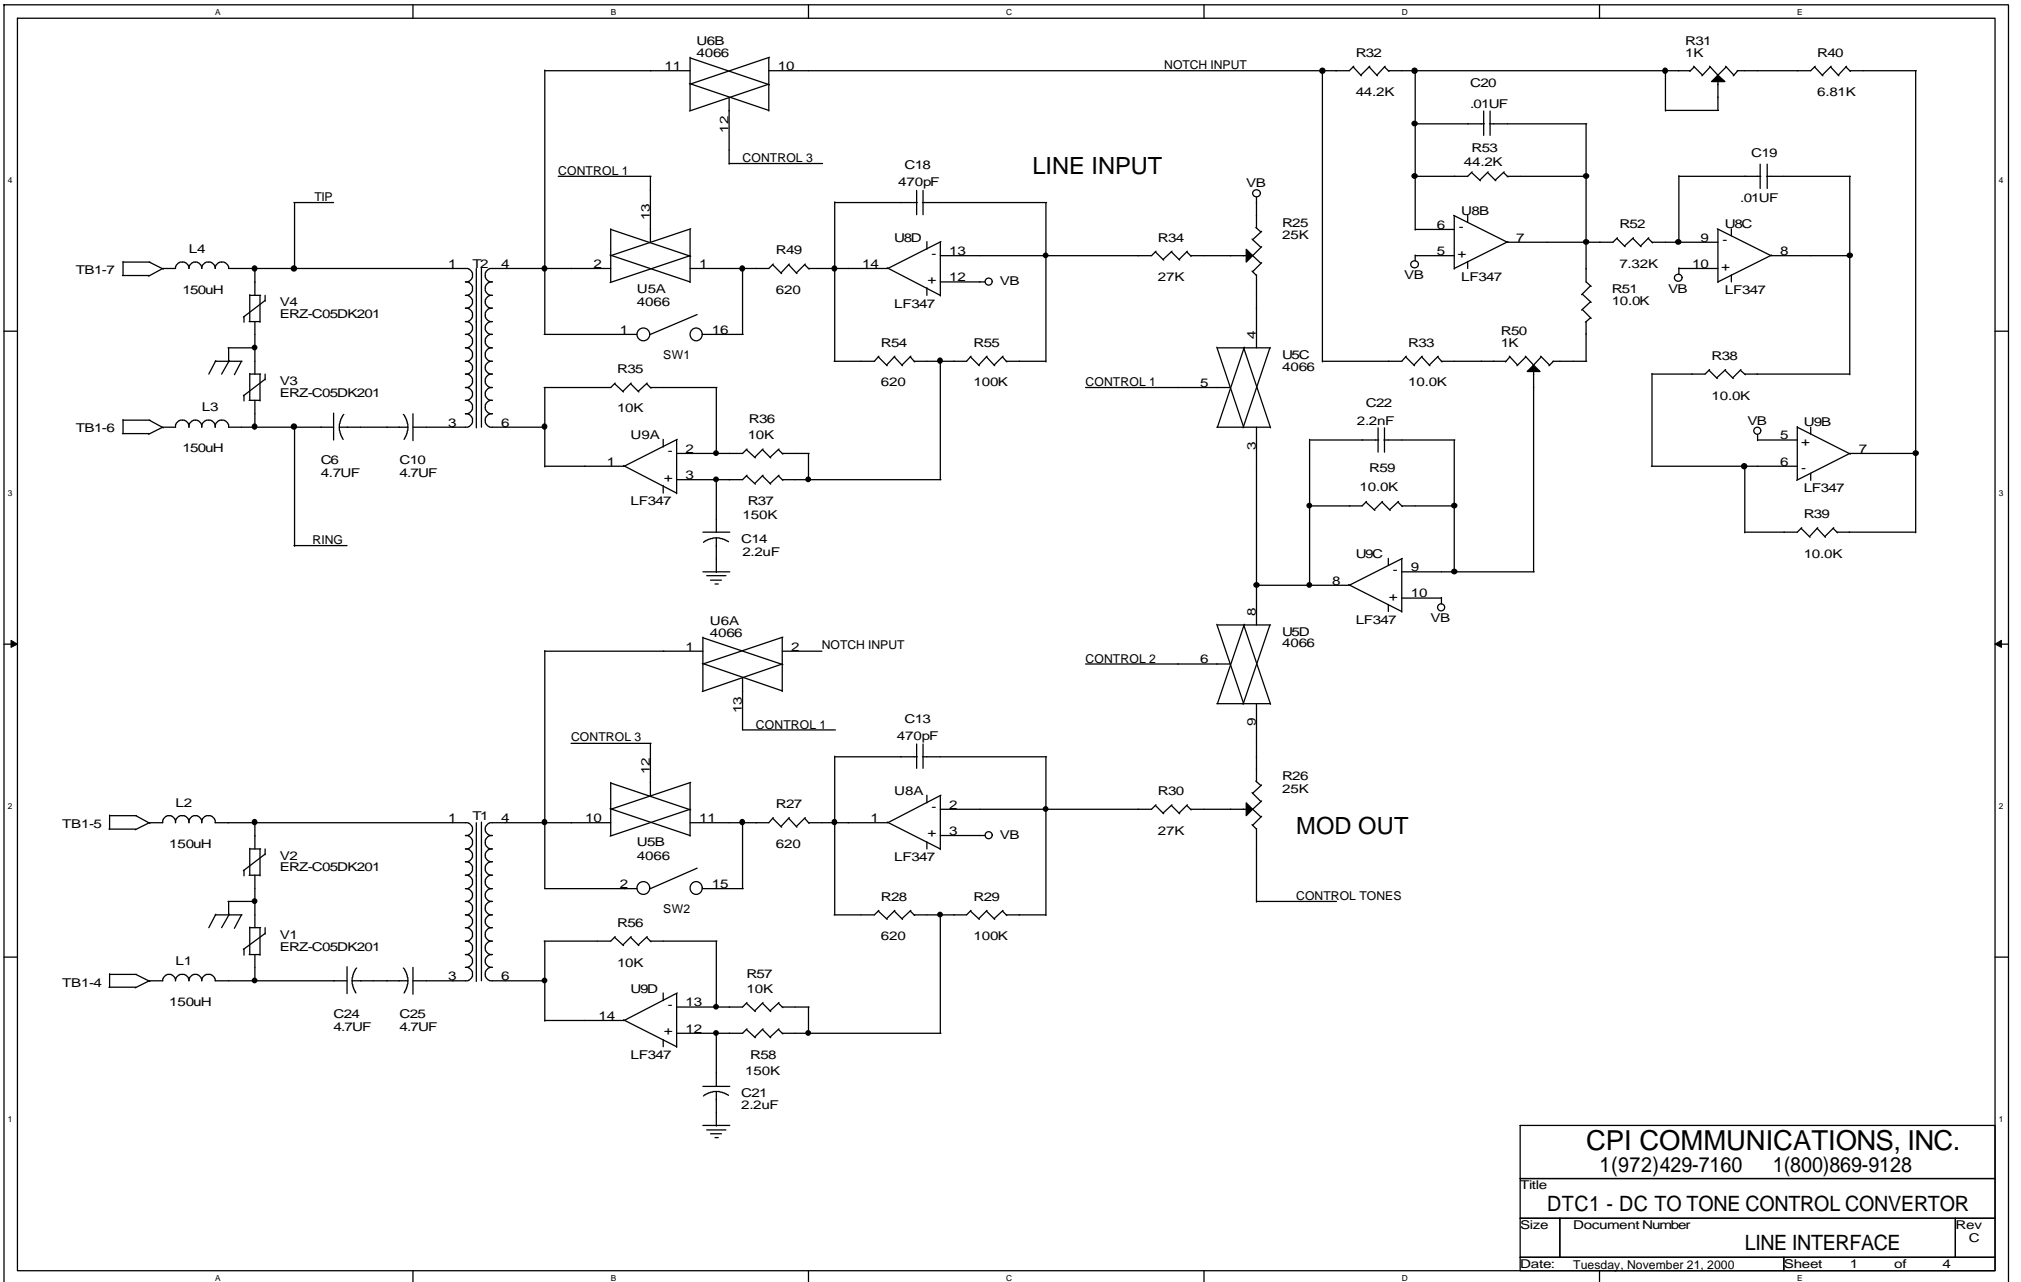 A B C D E
4
3
2
1
4
3
2
1
U6B
4066
11 10
12
CONTROL 3
NOTCH INPUT
R32
44.2K
R31
1K
R40
6.81K
C20
.01UF
R53
44.2K
U8B
6 -
5 +
7
VB
LF347
R52
7.32K
C19
.01UF
U8C
9 -
10 +
8
VB
LF347
R51
10.0K
R50
1K
R33
10.0K
R38
10.0K
VB
U9B
5 +
6 -
7
LF347
R39
10.0K
CONTROL 1
13
2 1
U5A
4066
1 16
SW1
R49
620
C18
470pF
U8D
14
- 13
+ 12
VB
LF347
R54
620
R55
100K
LINE INPUT
R34
27K
VB
R25
25K
4
U5C
4066
CONTROL 1
5
3
TIP
TB1-7
L4
150uH
V4
ERZ-C05DK201
V3
ERZ-C05DK201
TB1-6
L3
150uH
C6
4.7UF
C10
4.7UF
RING
T2
1 4
3 6
R35
10K
U9A
1
- 2
+ 3
LF347
R36
10K
R37
150K
C14
2.2uF
C22
2.2nF
R59
10.0K
U9C
8
- 9
+ 10
LF347
VB
8
U5D
4066
CONTROL 2
6
9
U6A
4066
1 2
NOTCH INPUT
13
CONTROL 1
CONTROL 3
12
10 11
U5B
4066
2 15
SW2
R27
620
C13
470pF
U8A
1
- 2
+ 3
VB
LF347
R28
620
R29
100K
R30
27K
R26
25K
MOD OUT
CONTROL TONES
TB1-5
L2
150uH
V2
ERZ-C05DK201
V1
ERZ-C05DK201
TB1-4
L1
150uH
C24
4.7UF
C25
4.7UF
T1
1 4
3 6
R56
10K
U9D
14
- 13
+ 12
LF347
R57
10K
R58
150K
C21
2.2uF
CPI COMMUNICATIONS, INC.
1(972)429-7160 1(800)869-9128
Title
DTC1 - DC TO TONE CONTROL CONVERTOR
Size Document Number Rev
LINE INTERFACE C
Date: Tuesday, November 21, 2000 Sheet 1 of 4
A B C D E